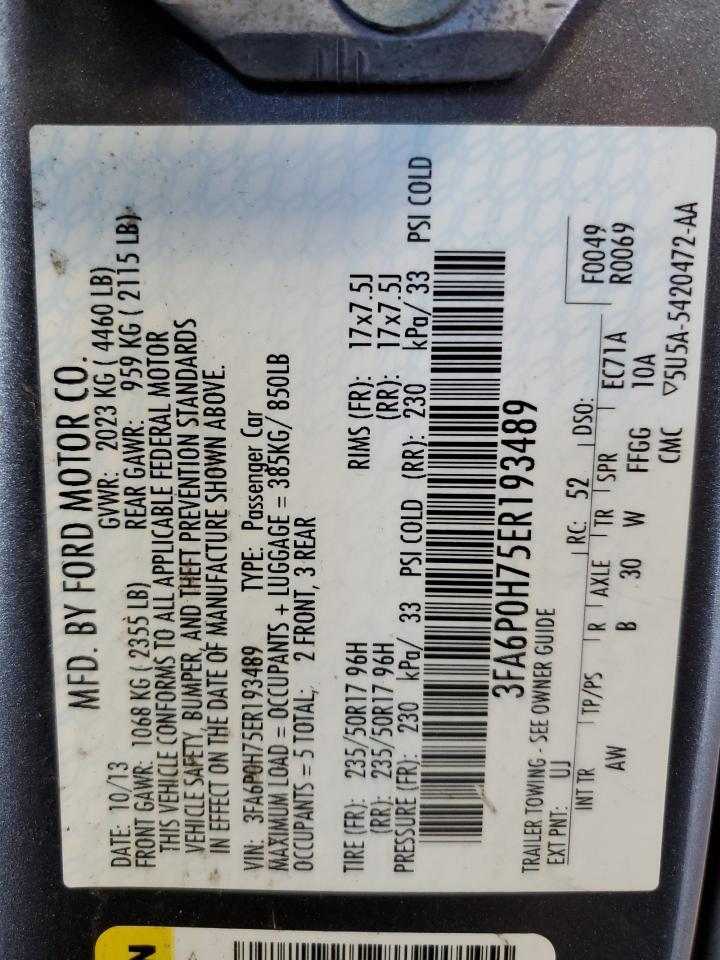 MFD. BY FORD MOTOR CO.
DATE: 10/13 GVWR: 2023 KG ( 4460 LB)
FRONT GAWR: 1068 KG ( 2355 LB) REAR GAWR: 959 KG ( 2115 LB)
THIS VEHICLE CONFORMS TO ALL APPLICABLE FEDERAL MOTOR
VEHICLE SAFETY, BUMPER, AND THEFT PREVENTION STANDARDS
IN EFFECT ON THE DATE OF MANUFACTURE SHOWN ABOVE.
VIN: 3FA6P0H75ER193489 TYPE: Passenger Car
MAXIMUM LOAD = OCCUPANTS + LUGGAGE = 385KG/ 850LB
OCCUPANTS = 5 TOTAL; 2 FRONT, 3 REAR
TIRE (FR): 235/50R17 96H RIMS (FR): 17x7.5J
(RR): 235/50R17 96H (RR): 17x7.5J
PRESSURE (FR): 230 kPa/ 33 PSI COLD (RR): 230 kPa/ 33 PSI COLD
3FA6P0H75ER193489
TRAILER TOWING - SEE OWNER GUIDE
EXT PNT: UJ RC: 52 DSO: F0049
R0069
INT TR TP/PS R AXLE TR SPR EC71A
AW B 30 W FFGG 10A
CMC ▽5U5A-5420472-AA
N